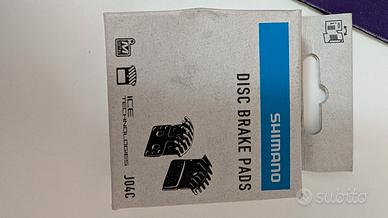 SHIMANO
DISC BRAKE PADS
M
ICE
TECHNOLOGIES
J04C
subito